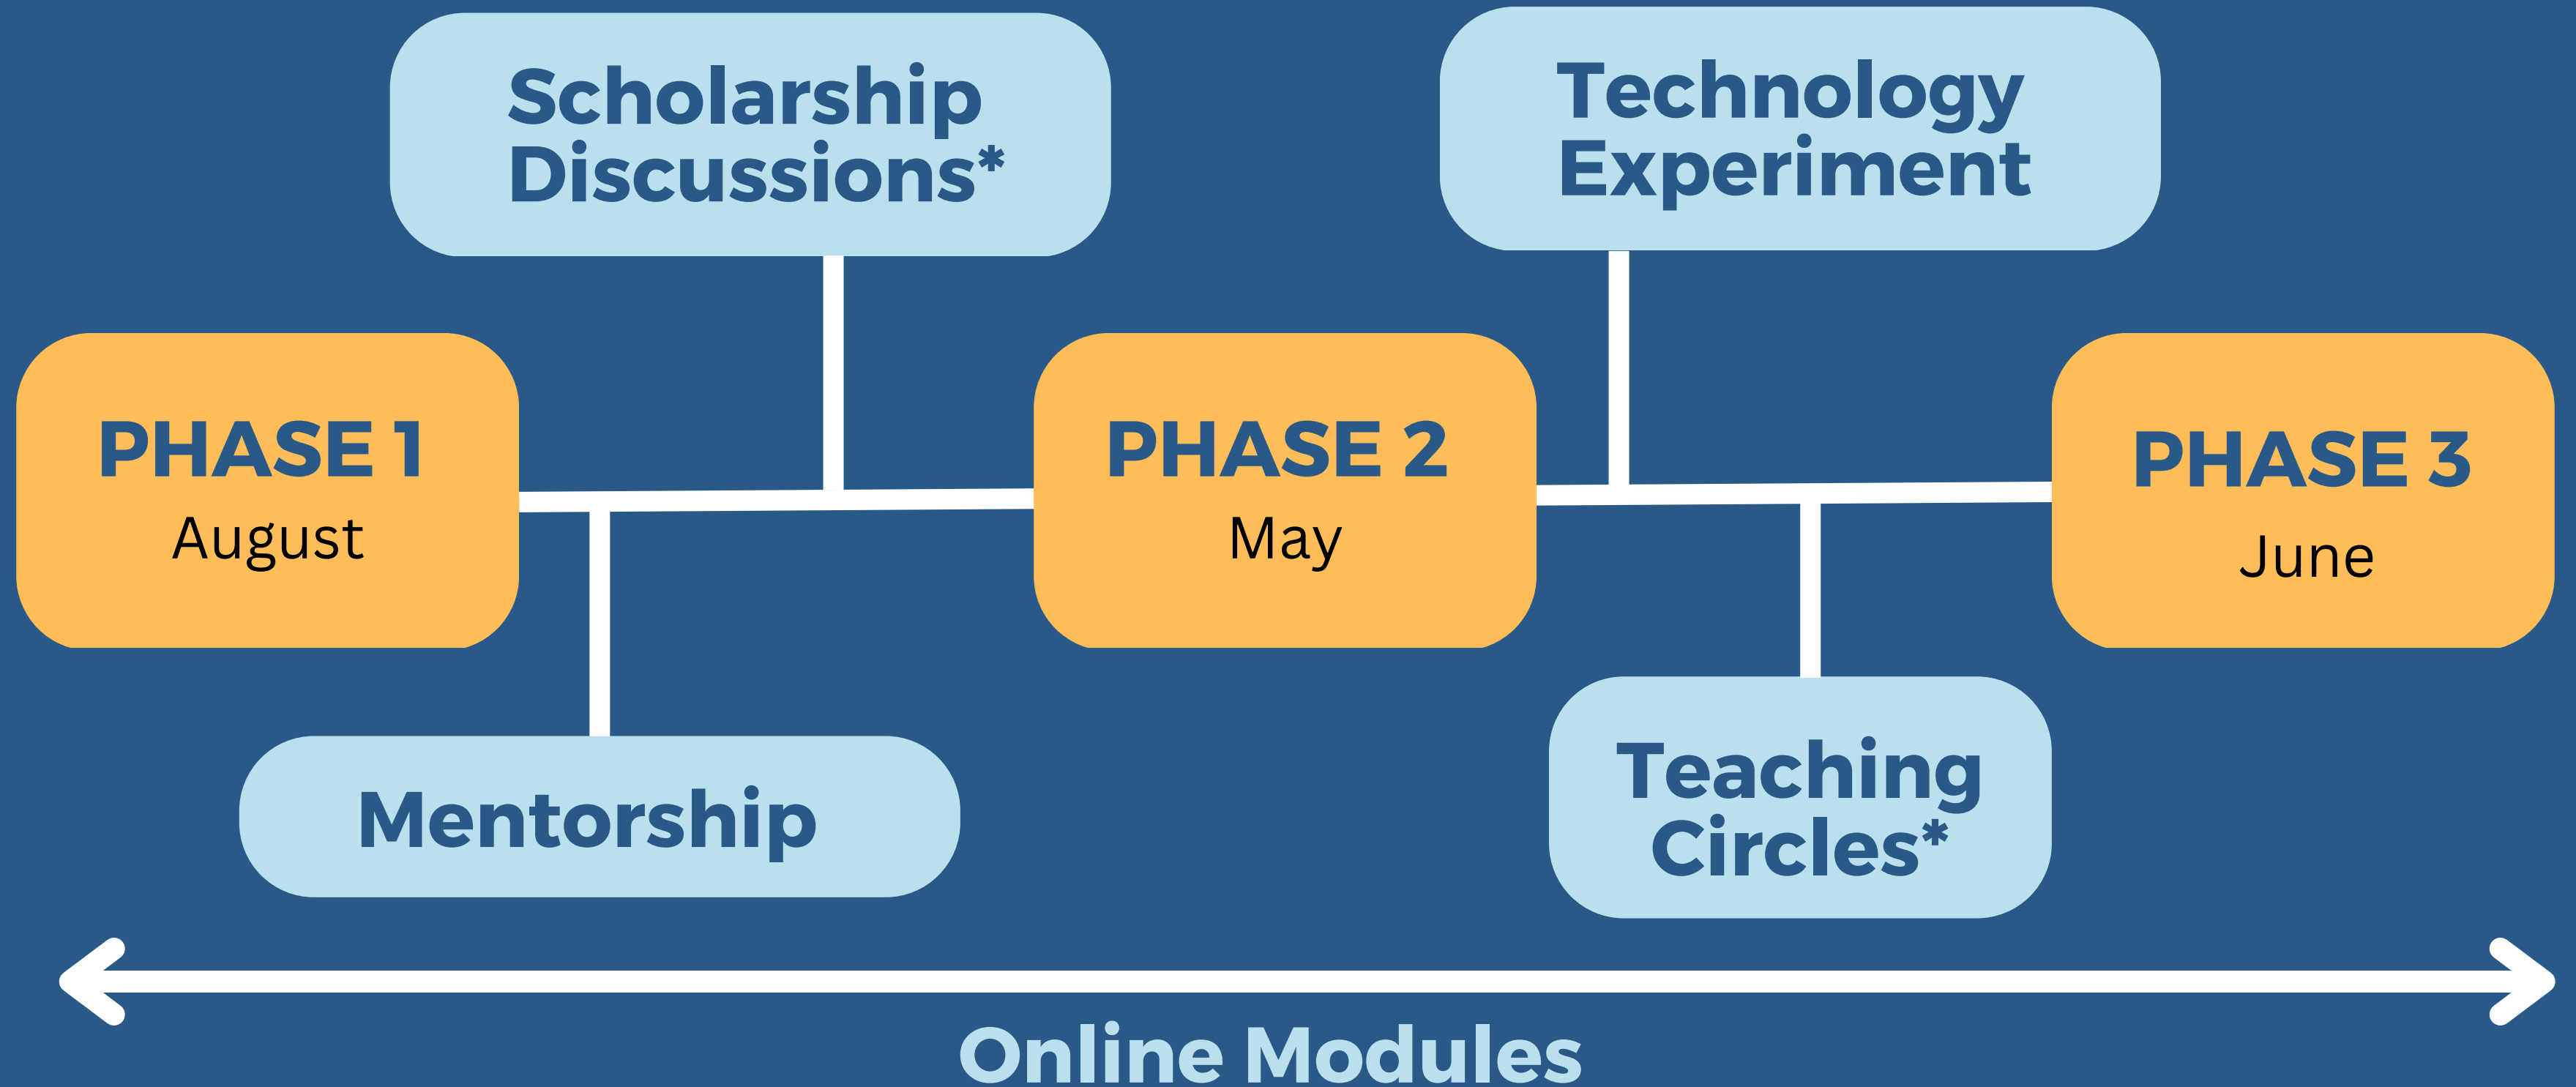 Scholarship
Discussions*
Technology
Experiment
PHASE 1
August
PHASE 2
May
PHASE 3
June
Mentorship
Teaching
Circles*
Online Modules